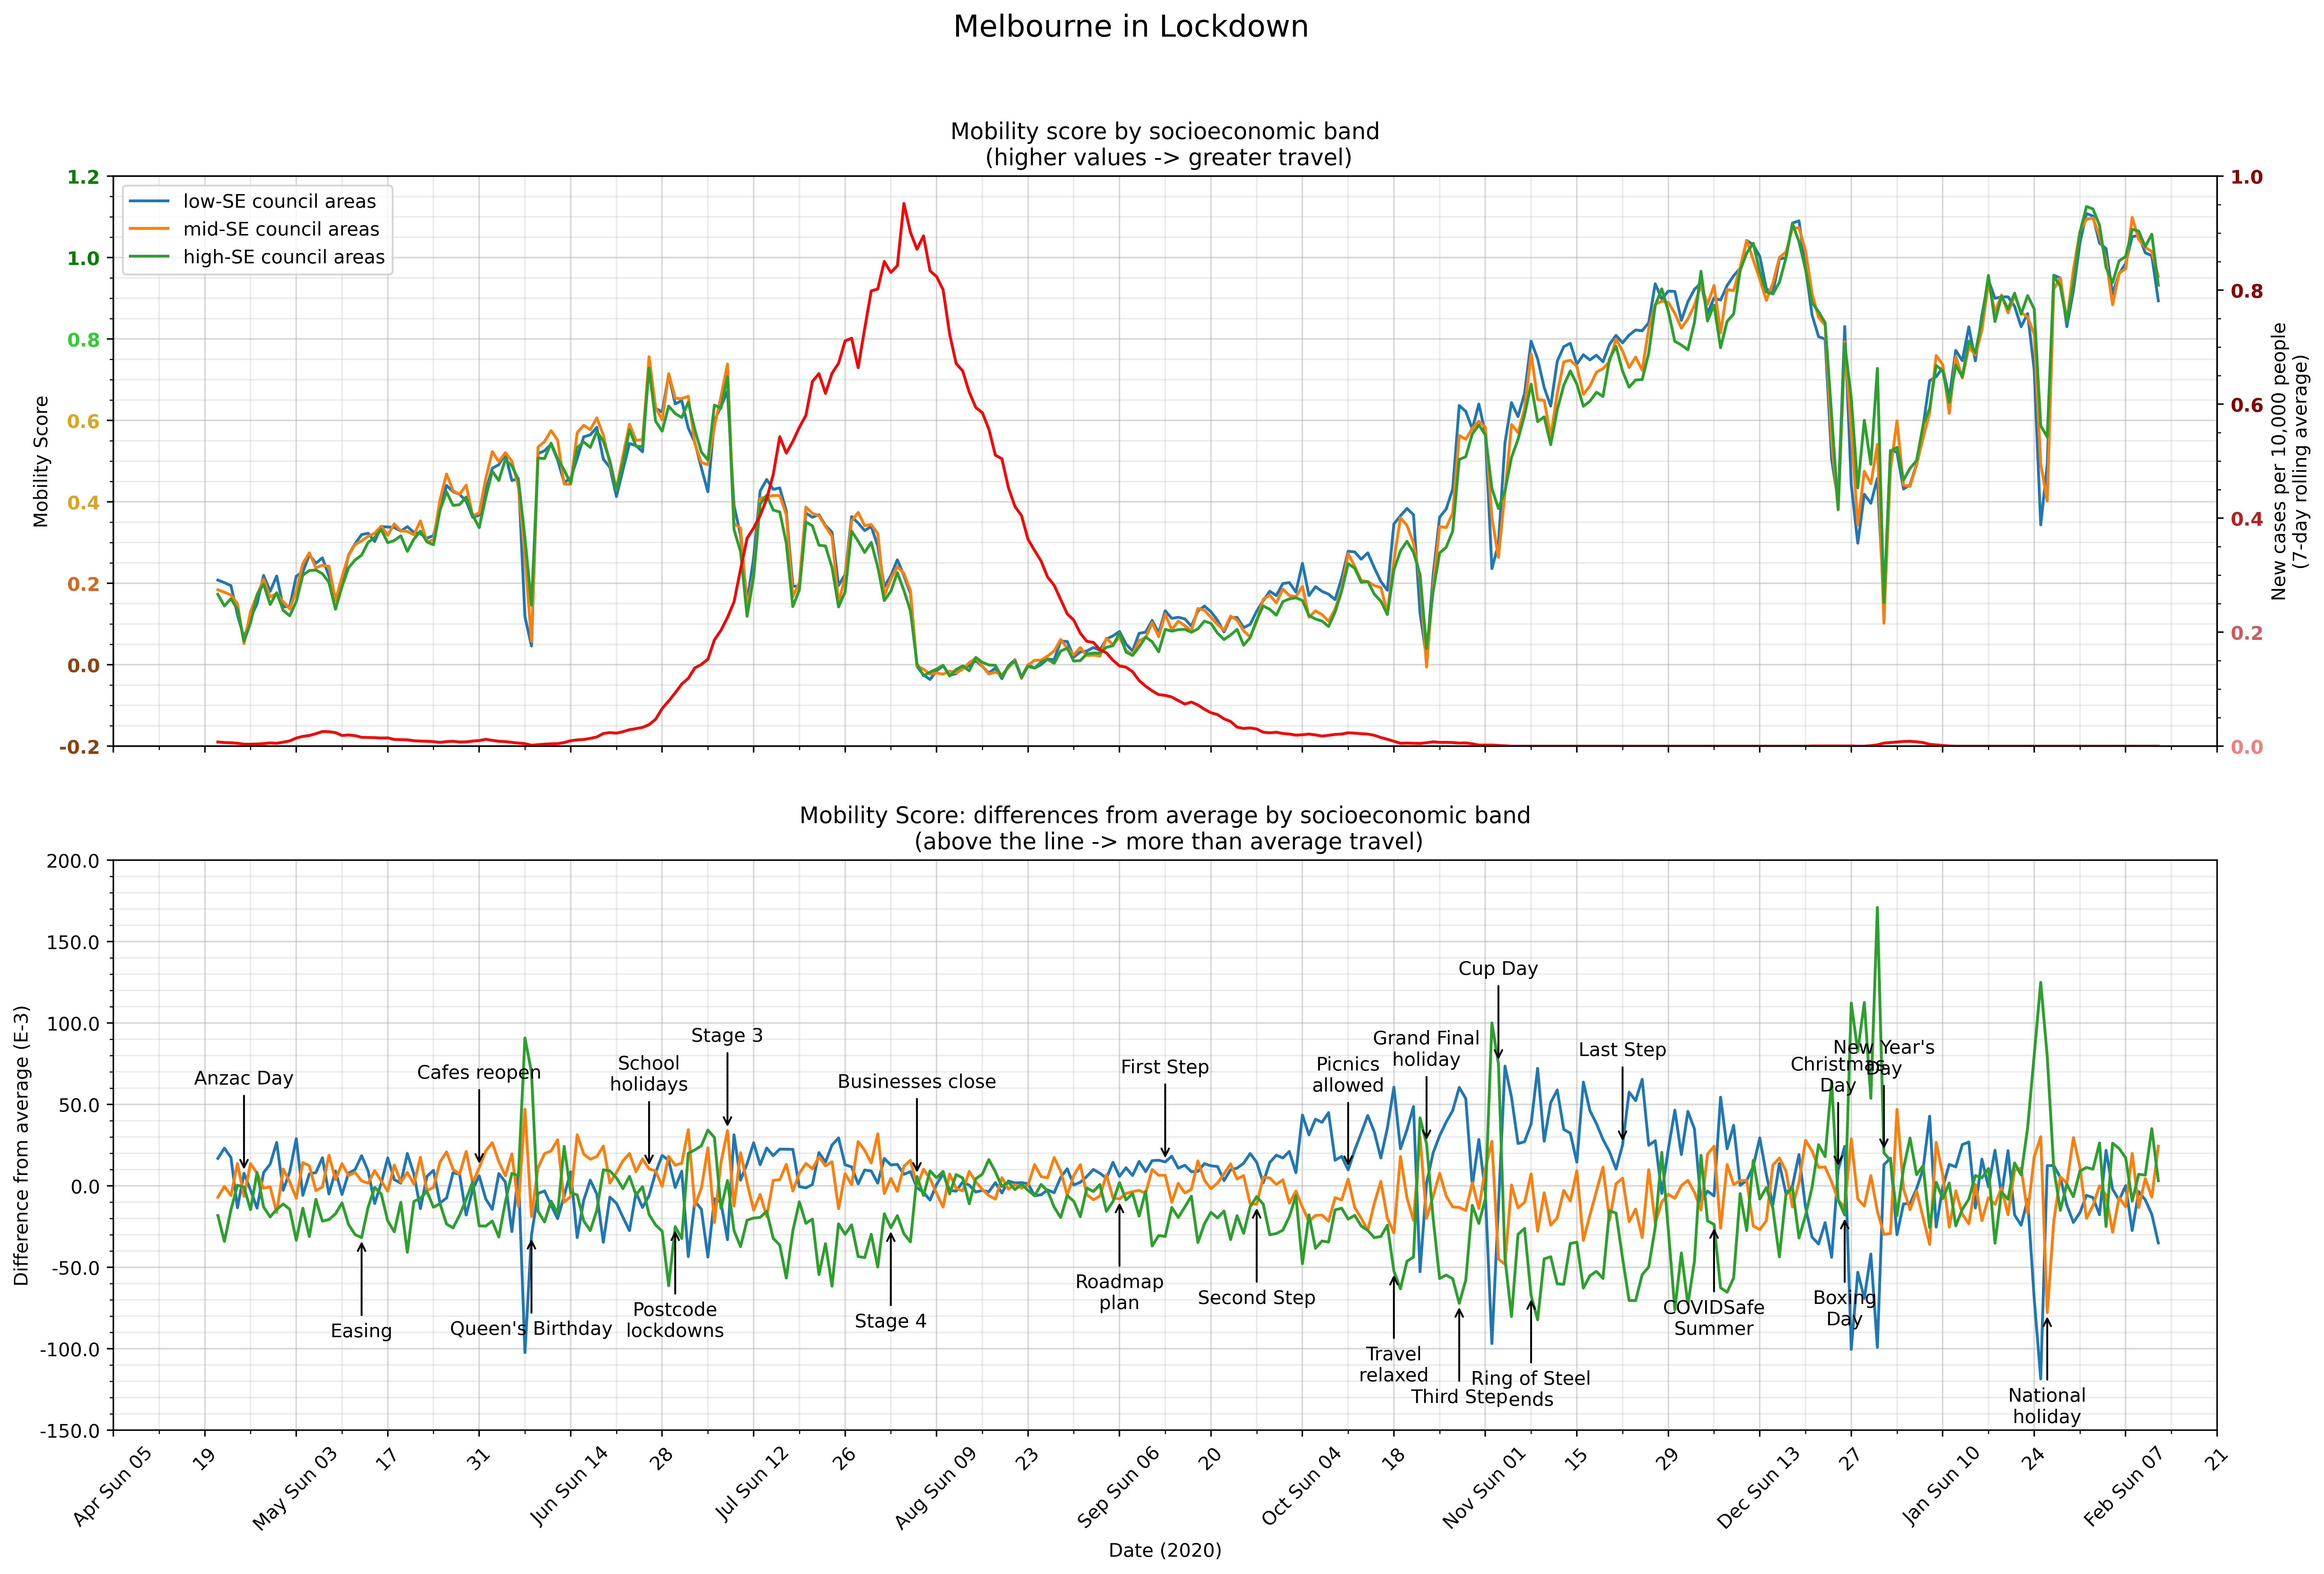 Melbourne in Lockdown
Mobility score by socioeconomic band
(higher values -> greater travel)
1.2
1.0
0.8
0.6
0.4
0.2
0.0
-0.2
Mobility Score
low-SE council areas
mid-SE council areas
high-SE council areas
1.0
0.8
0.6
0.4
0.2
0.0
New cases per 10,000 people
(7-day rolling average)
Mobility Score: differences from average by socioeconomic band
(above the line -> more than average travel)
200.0
150.0
100.0
50.0
0.0
-50.0
-100.0
-150.0
Difference from average (E-3)
Anzac Day
Easing
Cafes reopen
Queen's Birthday
School
holidays
Postcode
lockdowns
Stage 3
Stage 4
Businesses close
Roadmap
plan
First Step
Second Step
Picnics
allowed
Travel
relaxed
Grand Final
holiday
Third Step
Cup Day
Ring of Steel
ends
Last Step
COVIDSafe
Summer
Christmas
Day
Boxing
Day
New Year's
Day
National
holiday
Apr Sun 05
19
May Sun 03
17
31
Jun Sun 14
28
Jul Sun 12
26
Aug Sun 09
23
Sep Sun 06
20
Oct Sun 04
18
Nov Sun 01
15
29
Dec Sun 13
27
Jan Sun 10
24
Feb Sun 07
21
Date (2020)